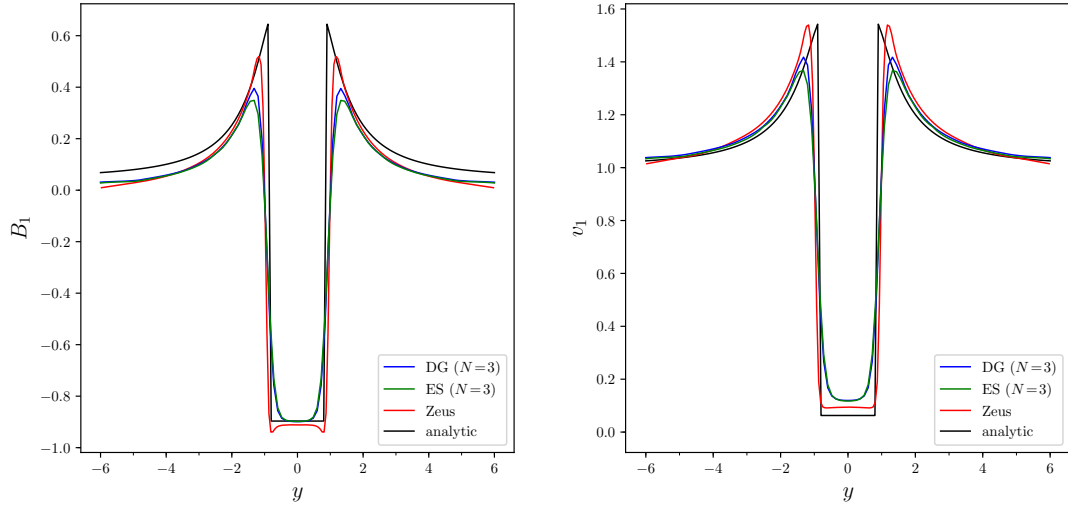 0.6
0.4
0.2
0.0
−0.2
−0.4
−0.6
−0.8
−1.0
B₁
−6 −4 −2 0 2 4 6
y
DG (N=3)
ES (N=3)
Zeus
analytic
1.6
1.4
1.2
1.0
0.8
0.6
0.4
0.2
0.0
v₁
−6 −4 −2 0 2 4 6
y
DG (N=3)
ES (N=3)
Zeus
analytic